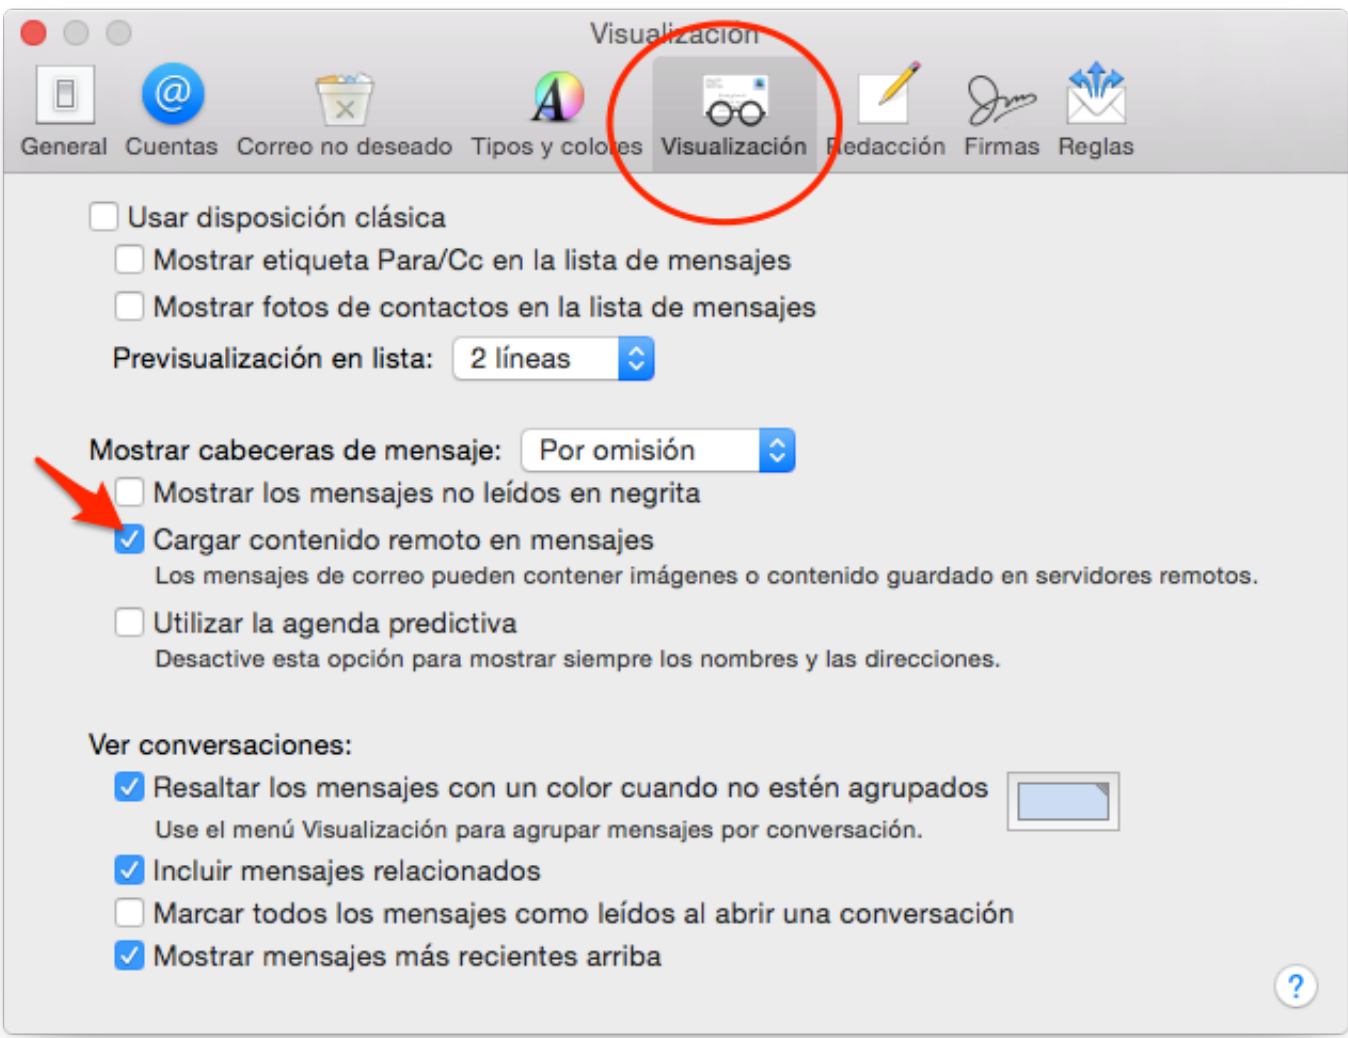 Visualización
General Cuentas Correo no deseado Tipos y colores Visualización Redacción Firmas Reglas
Usar disposición clásica
Mostrar etiqueta Para/Cc en la lista de mensajes
Mostrar fotos de contactos en la lista de mensajes
Previsualización en lista: 2 líneas
Mostrar cabeceras de mensaje: Por omisión
Mostrar los mensajes no leídos en negrita
Cargar contenido remoto en mensajes
Los mensajes de correo pueden contener imágenes o contenido guardado en servidores remotos.
Utilizar la agenda predictiva
Desactive esta opción para mostrar siempre los nombres y las direcciones.
Ver conversaciones:
Resaltar los mensajes con un color cuando no estén agrupados
Use el menú Visualización para agrupar mensajes por conversación.
Incluir mensajes relacionados
Marcar todos los mensajes como leídos al abrir una conversación
Mostrar mensajes más recientes arriba
?